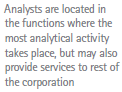 Analysts are located in
the functions where the
most analytical activity
takes place, but may also
provide services to rest of
the corporation